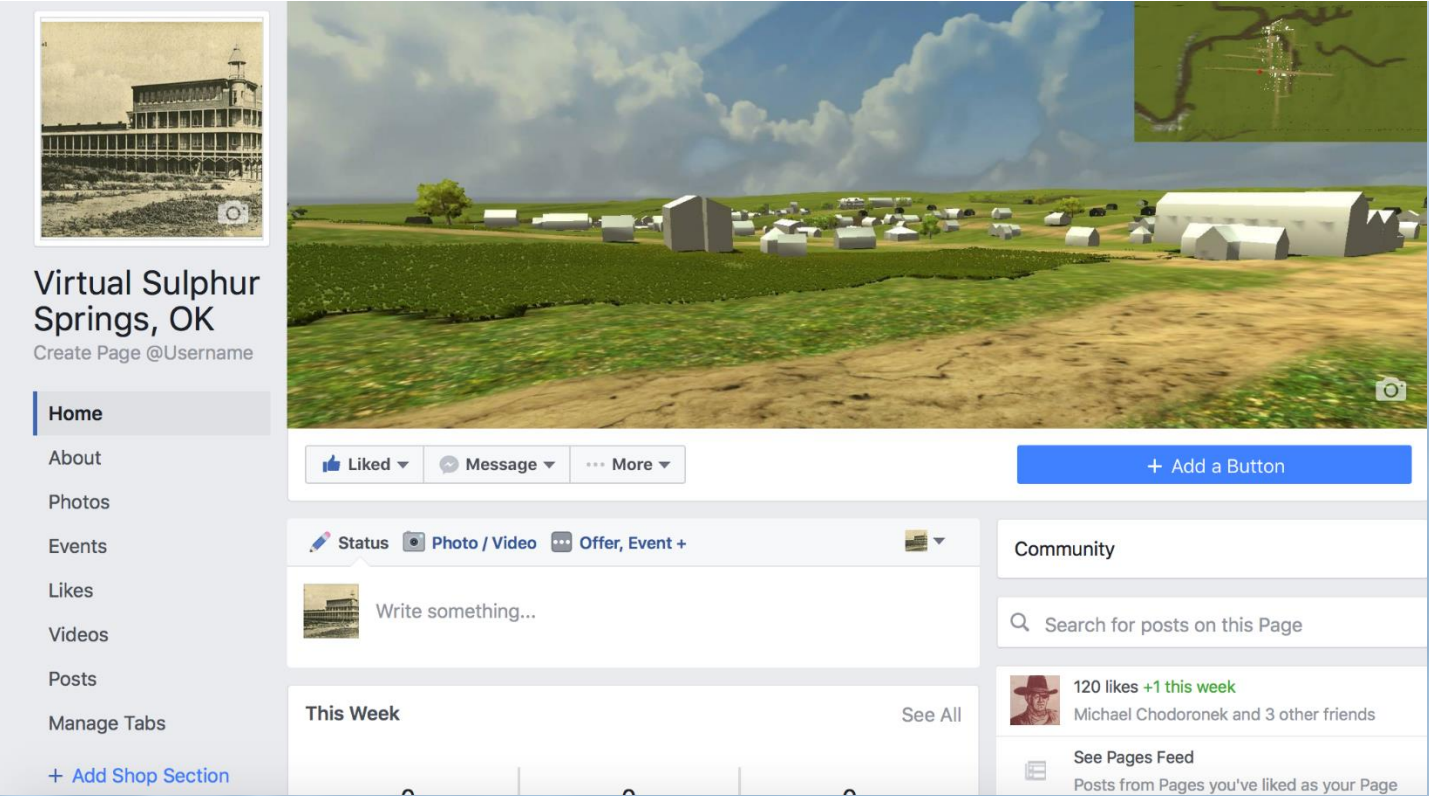 Virtual Sulphur
Springs, OK
Create Page @Username
Home
About
Photos
Events
Likes
Videos
Posts
Manage Tabs
+ Add Shop Section
Liked
Message
More
+ Add a Button
Status
Photo / Video
Offer, Event +
Write something...
This Week
See All
Community
Search for posts on this Page
120 likes +1 this week
Michael Chodoronek and 3 other friends
See Pages Feed
Posts from Pages you've liked as your Page